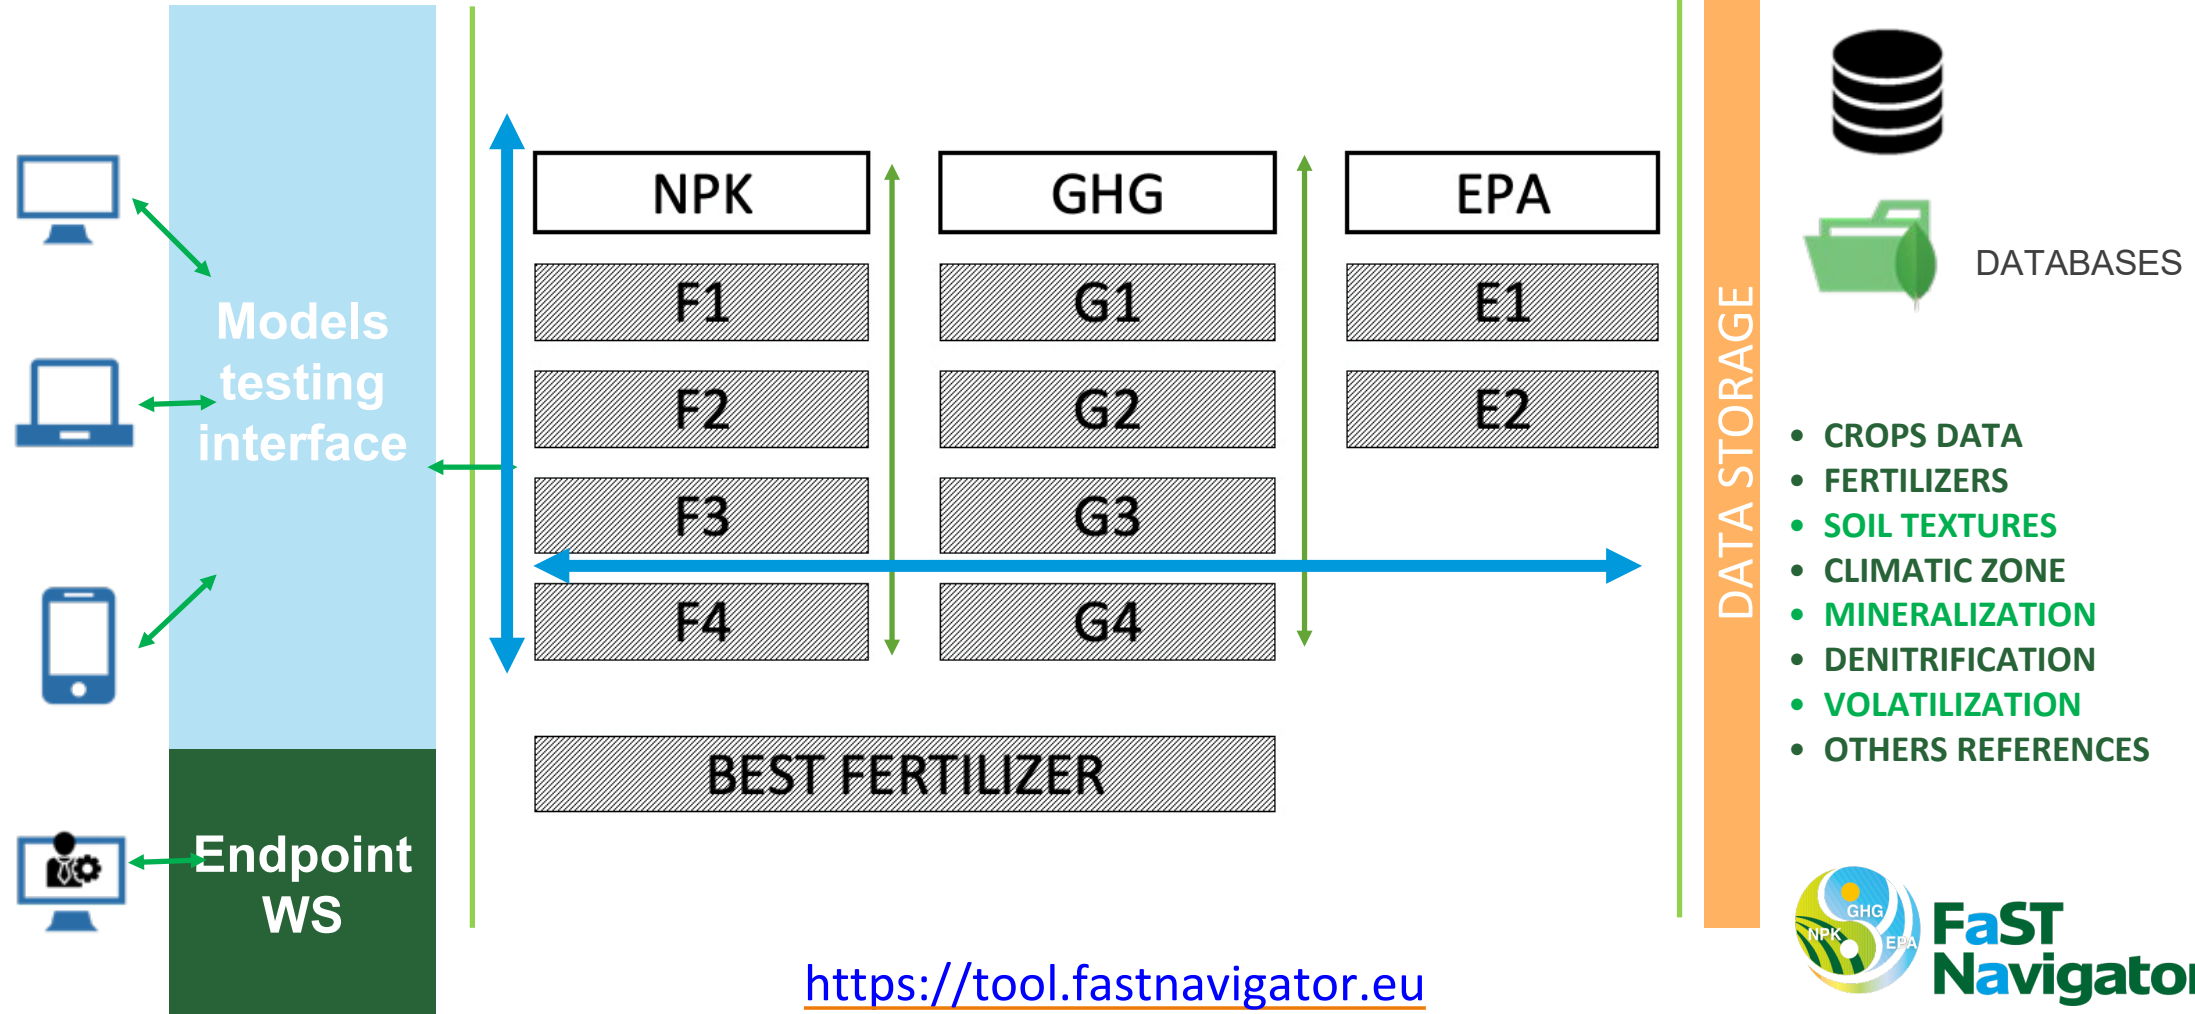 Models
testing
interface
Endpoint
WS
NPK
F1
F2
F3
F4
GHG
G1
G2
G3
G4
EPA
E1
E2
BEST FERTILIZER
https://tool.fastnavigator.eu
DATA STORAGE
DATABASES
• CROPS DATA
• FERTILIZERS
• SOIL TEXTURES
• CLIMATIC ZONE
• MINERALIZATION
• DENITRIFICATION
• VOLATILIZATION
• OTHERS REFERENCES
GHG
NPK
EPA
FaST
Navigator